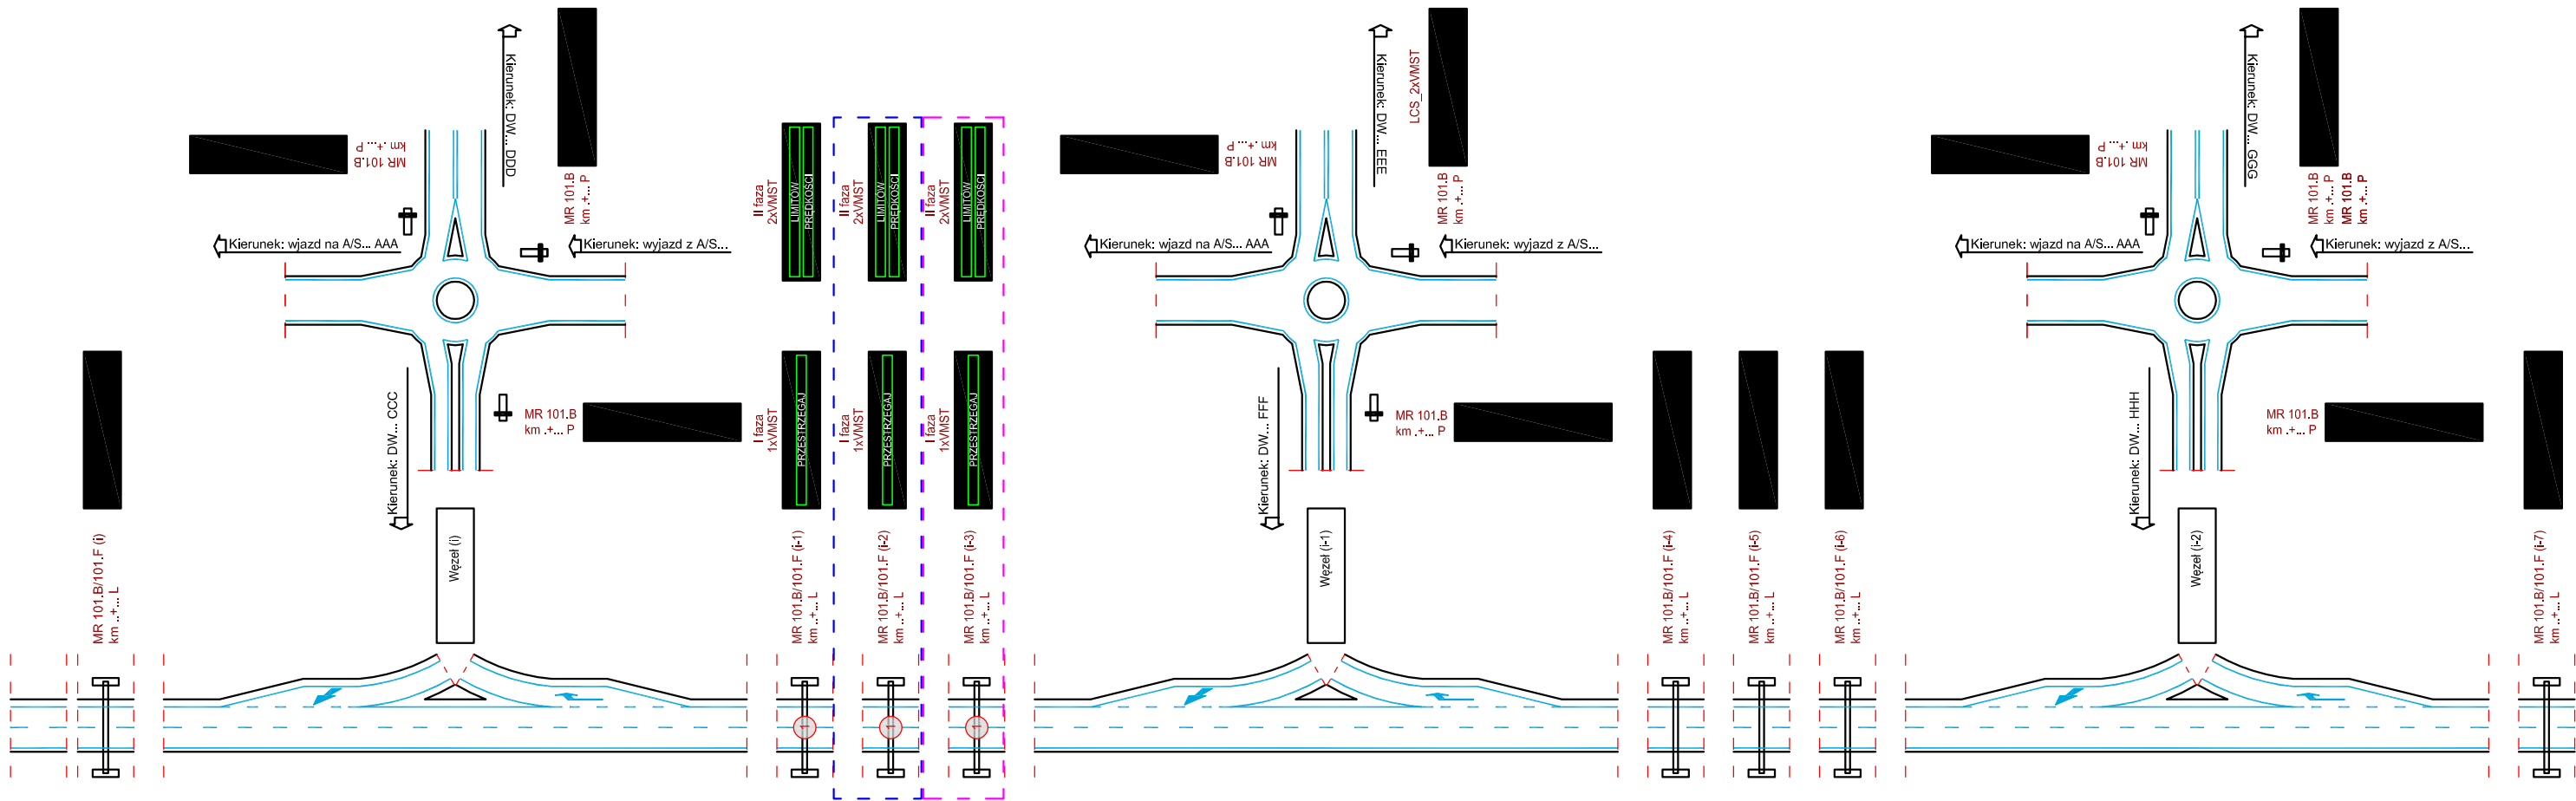 Kierunek: DW... DDD
MR 101.B
km .+... P
MR 101.B
km .+... P
Kierunek: wjazd na A/S... AAA
Kierunek: wyjazd z A/S...
Kierunek: DW... CCC
MR 101.B
km .+... P
Węzeł (i)
MR 101.B/101.F (i)
km ..+... L
II faza
2xVMST
LIMITÓW
PRĘDKOŚCI
II faza
2xVMST
LIMITÓW
PRĘDKOŚCI
II faza
2xVMST
LIMITÓW
PRĘDKOŚCI
I faza
1xVMST
PRZESTRZEGAJ
I faza
1xVMST
PRZESTRZEGAJ
I faza
1xVMST
PRZESTRZEGAJ
MR 101.B/101.F (i-1)
km ..+... L
MR 101.B/101.F (i-2)
km ..+... L
MR 101.B/101.F (i-3)
km ..+... L
1
1
1
Kierunek: DW... EEE
LCS_2xVMST
MR 101.B
km .+... P
MR 101.B
km .+... P
Kierunek: wjazd na A/S... AAA
Kierunek: wyjazd z A/S...
Kierunek: DW... FFF
MR 101.B
km .+... P
Węzeł (i-1)
MR 101.B/101.F (i-4)
km ..+... L
MR 101.B/101.F (i-5)
km ..+... L
MR 101.B/101.F (i-6)
km ..+... L
Kierunek: DW... GGG
MR 101.B
km .+... P
MR 101.B
km .+... P
MR 101.B
km .+... P
Kierunek: wjazd na A/S... AAA
Kierunek: wyjazd z A/S...
Kierunek: DW... HHH
MR 101.B
km .+... P
Węzeł (i-2)
MR 101.B/101.F (i-7)
km ..+... L